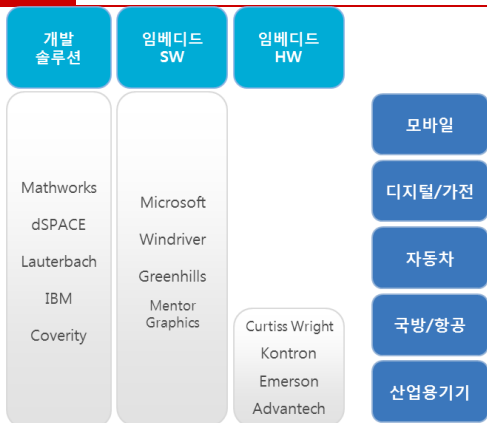 개발
솔루션
임베디드
SW
임베디드
HW
Mathworks
dSPACE
Lauterbach
IBM
Coverity
Microsoft
Windriver
Greenhills
Mentor
Graphics
Curtiss Wright
Kontron
Emerson
Advantech
모바일
디지털/가전
자동차
국방/항공
산업용기기